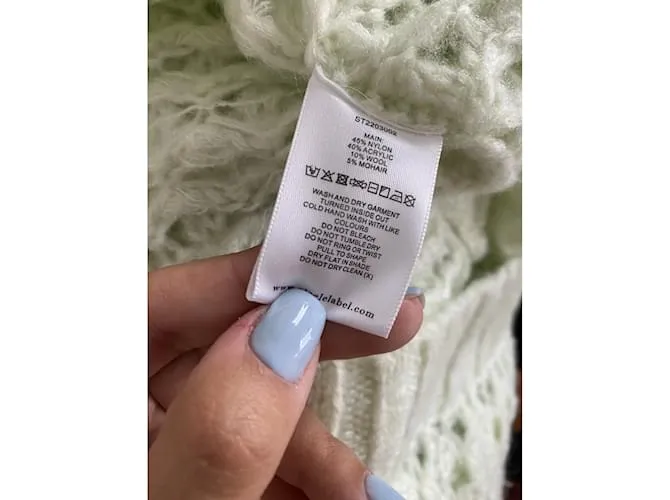 ST2203002
MAIN:
45% NYLON
40% ACRYLIC
10% WOOL
5% MOHAIR
WASH AND DRY GARMENT
TURNED INSIDE OUT
COLD HAND WASH WITH LIKE
COLOURS
DO NOT BLEACH
DO NOT TUMBLE DRY
DO NOT RING OR TWIST
PULL TO SHAPE
DRY FLAT IN SHADE
DO NOT DRY CLEAN (X)